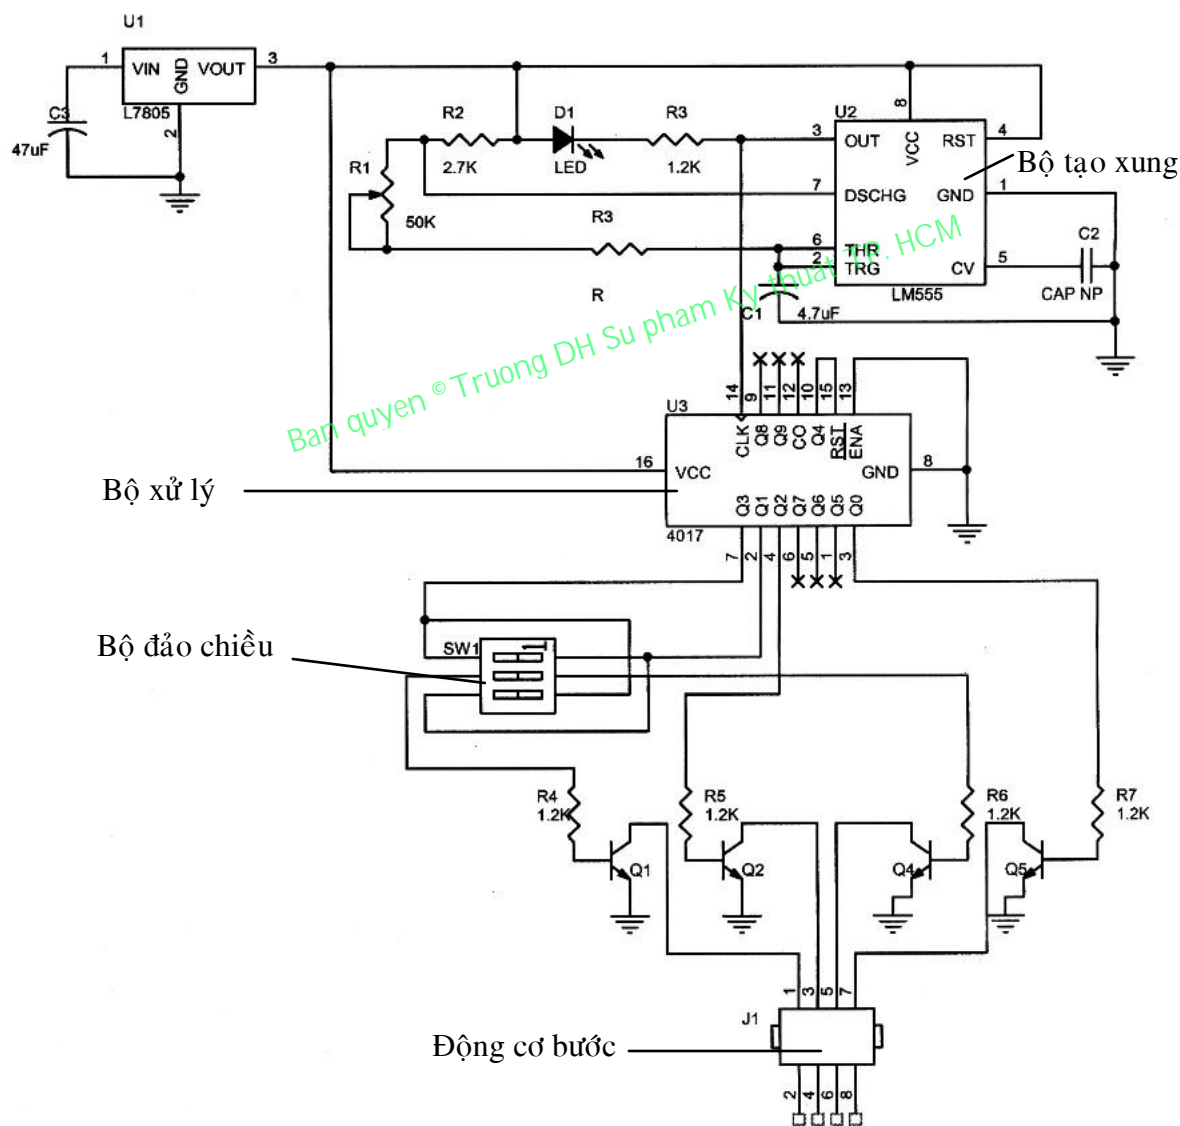 U1
1
VIN
GND
VOUT
3
L7805
2
C3
47uF
R2
2.7K
D1
LED
R3
1.2K
R1
50K
R3
R
U2
3
OUT
8
VCC
RST
4
7
DSCHG
GND
1
6
THR
2
TRG
CV
5
LM555
Bộ tạo xung
C2
CAP NP
C1
4.7uF
Ban quyen © Truong DH Su pham Ky thuat TP. HCM
U3
14
9
11
12
10
15
13
CLK
Q8
Q9
CO
Q4
RST
ENA
16
VCC
GND
8
Q3
Q1
Q2
Q7
Q6
Q5
Q0
4017
7
2
4
6
5
1
3
Bộ xử lý
Bộ đảo chiều
SW1
R4
1.2K
R5
1.2K
R6
1.2K
R7
1.2K
Q1
Q2
Q4
Q5
1
3
5
7
J1
Động cơ bước
2
4
6
8